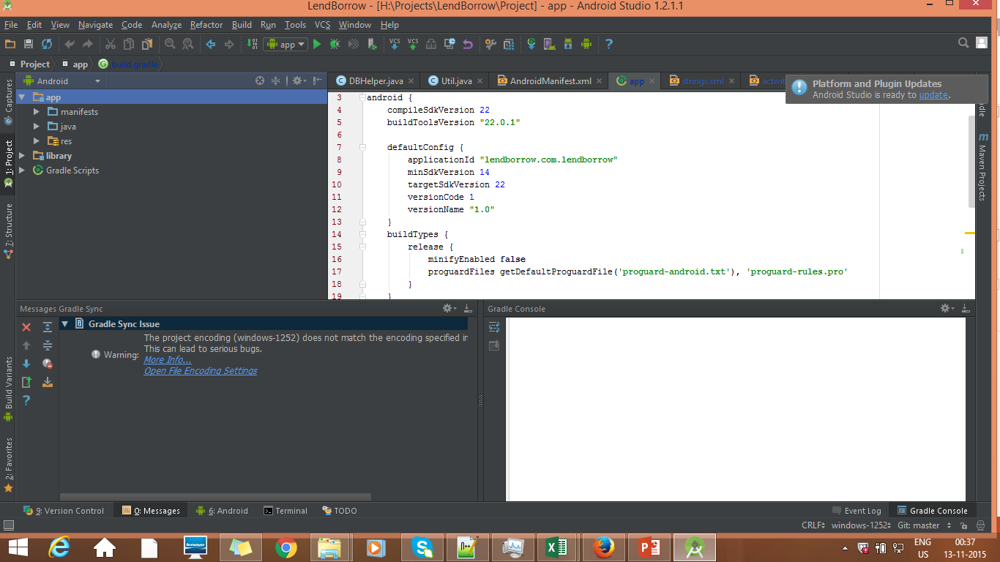 LendBorrow - [H:\Projects\LendBorrow\Project] - app - Android Studio 1.2.1.1
File Edit View Navigate Code Analyze Refactor Build Run Tools VCS Window Help
app
Project app build.gradle
Android
DBHelper.java Util.java AndroidManifest.xml app strings.xml activit
Platform and Plugin Updates
Android Studio is ready to update.
Captures
1: Project
7: Structure
Build Variants
2: Favorites
app
manifests
java
res
library
Gradle Scripts
3 android {
4 compileSdkVersion 22
5 buildToolsVersion "22.0.1"
6
7 defaultConfig {
8 applicationId "lendborrow.com.lendborrow"
9 minSdkVersion 14
10 targetSdkVersion 22
11 versionCode 1
12 versionName "1.0"
13 }
14 buildTypes {
15 release {
16 minifyEnabled false
17 proguardFiles getDefaultProguardFile('proguard-android.txt'), 'proguard-rules.pro'
18 }
19 }
Maven Projects
Messages Gradle Sync
Gradle Sync Issue
Warning:
The project encoding (windows-1252) does not match the encoding specified in
This can lead to serious bugs.
More Info...
Open File Encoding Settings
Gradle Console
9: Version Control 0: Messages 6: Android Terminal TODO
Event Log Gradle Console
CRLF windows-1252 Git: master
lenovo
ENG
US
00:37
13-11-2015